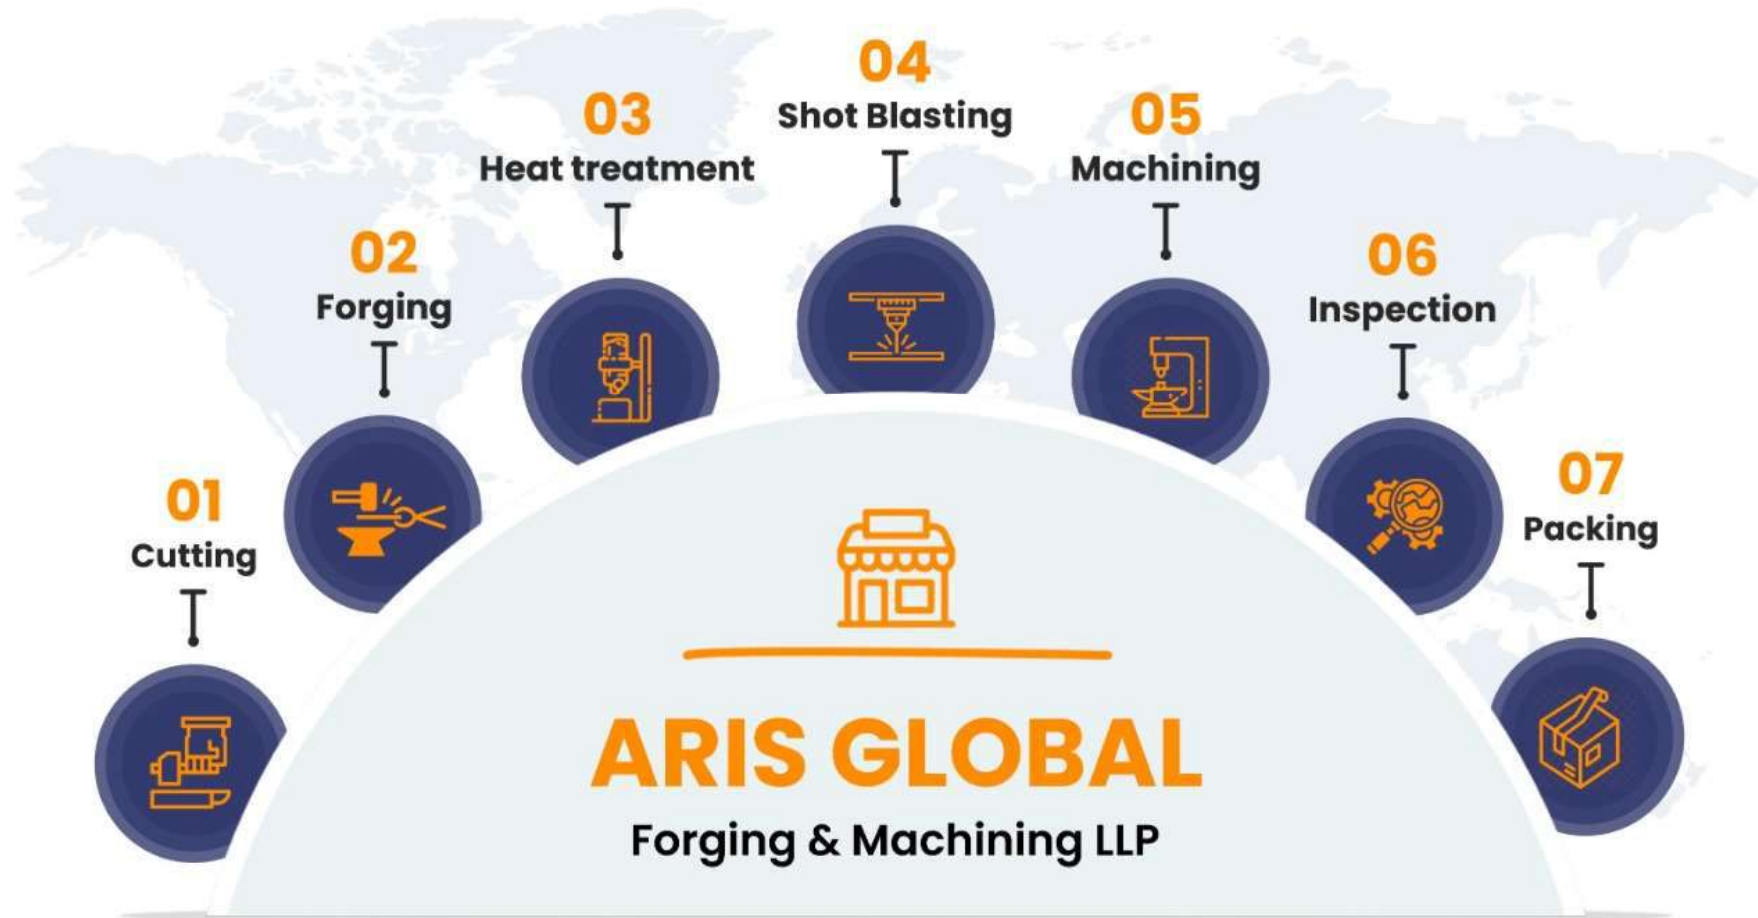 01
Cutting
02
Forging
03
Heat treatment
04
Shot Blasting
05
Machining
06
Inspection
07
Packing
ARIS GLOBAL
Forging & Machining LLP